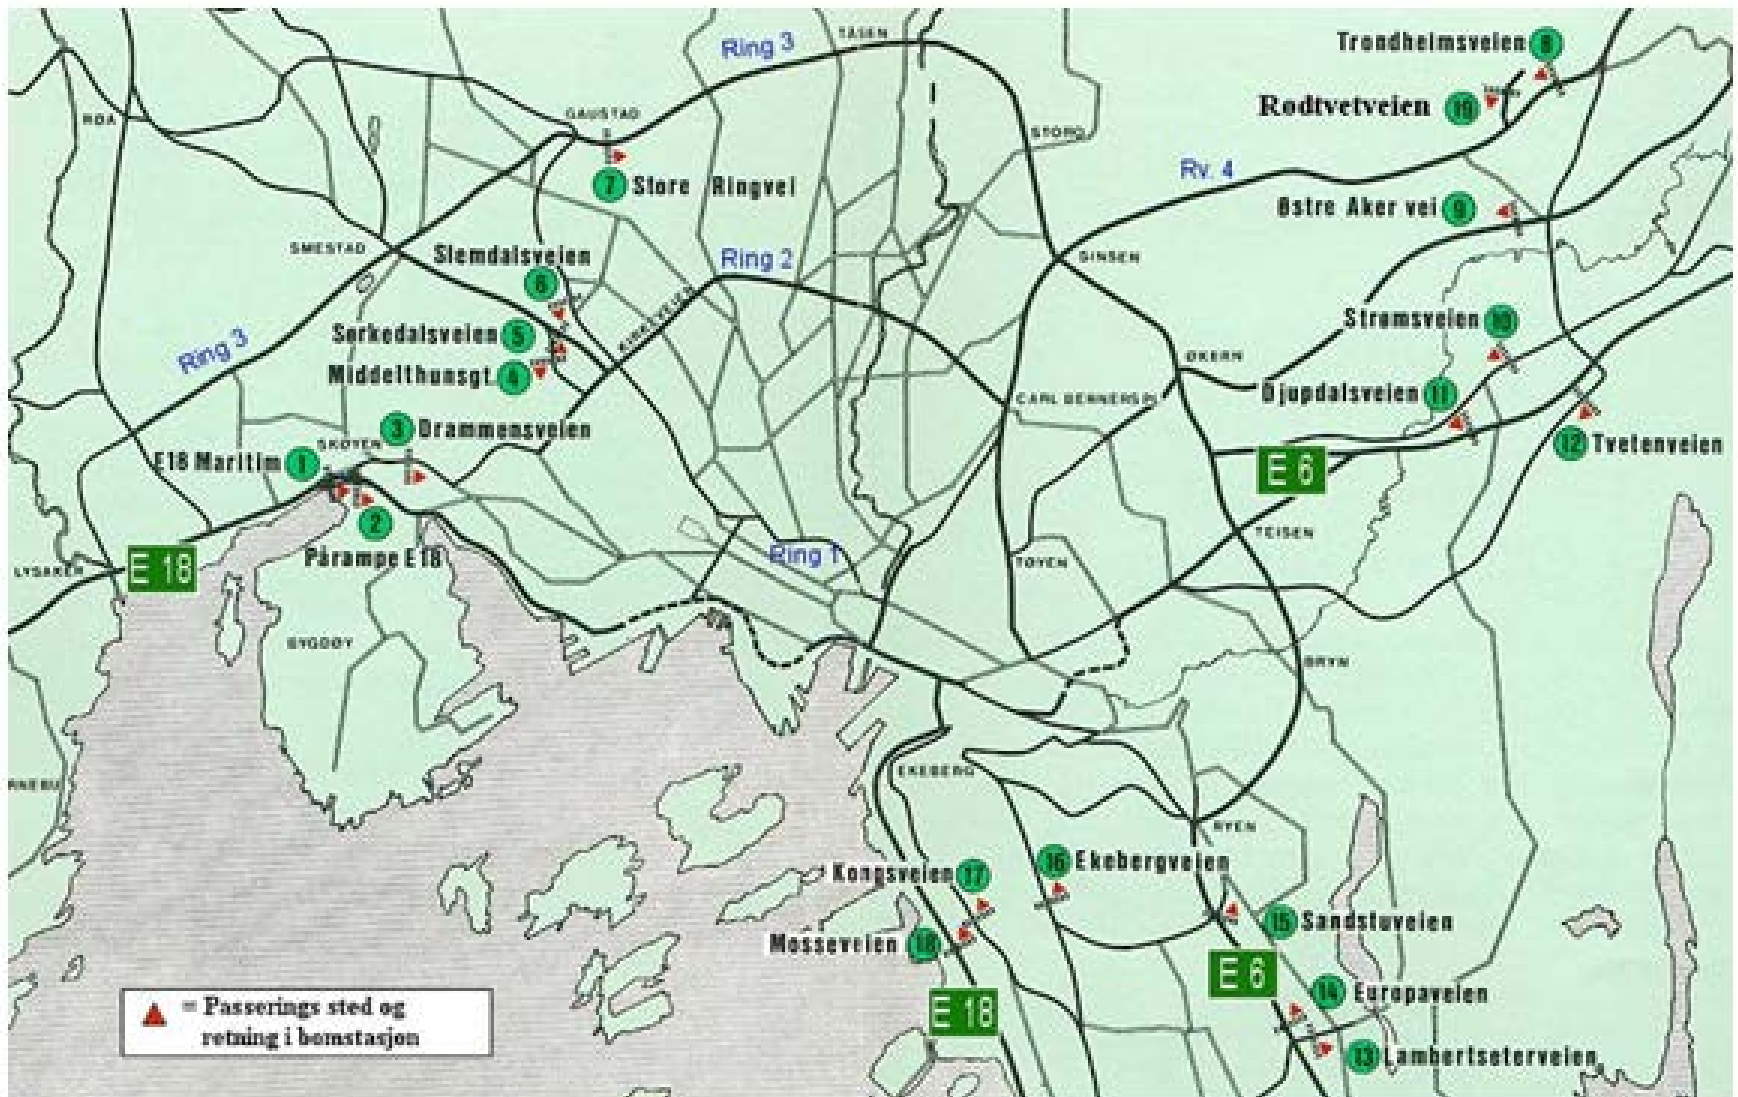 TÅSEN
Ring 3
Trondheimsveien 8
RØA
GAUSTAD
Rødtvetveien 19
STORO
Rv. 4
7 Store Ringvei
Østre Aker vei 9
SMESTAD
Slemdalsveien
6
Ring 2
SINSEN
KIRKEVEIEN
Strømsveien 10
Sørkedalsveien 5
Ring 3
ØKERN
Middelthunsgt. 4
Djupdalsveien 11
CARL BERNERS PL
3 Drammensveien
SKØYEN
12 Tvetenveien
E18 Maritim 1
E 6
2
Pårampe E18
TEISEN
Ring 1
TØYEN
LYSAKER
E 18
BYGDØY
BRYN
EKEBERG
RNEBU
RYEN
16 Ekebergveien
Kongsveien 17
15 Sandstuveien
Mosseveien 18
E 6
14 Europaveien
E 18
= Passerings sted og
retning i bomstasjon
13 Lambertseterveien